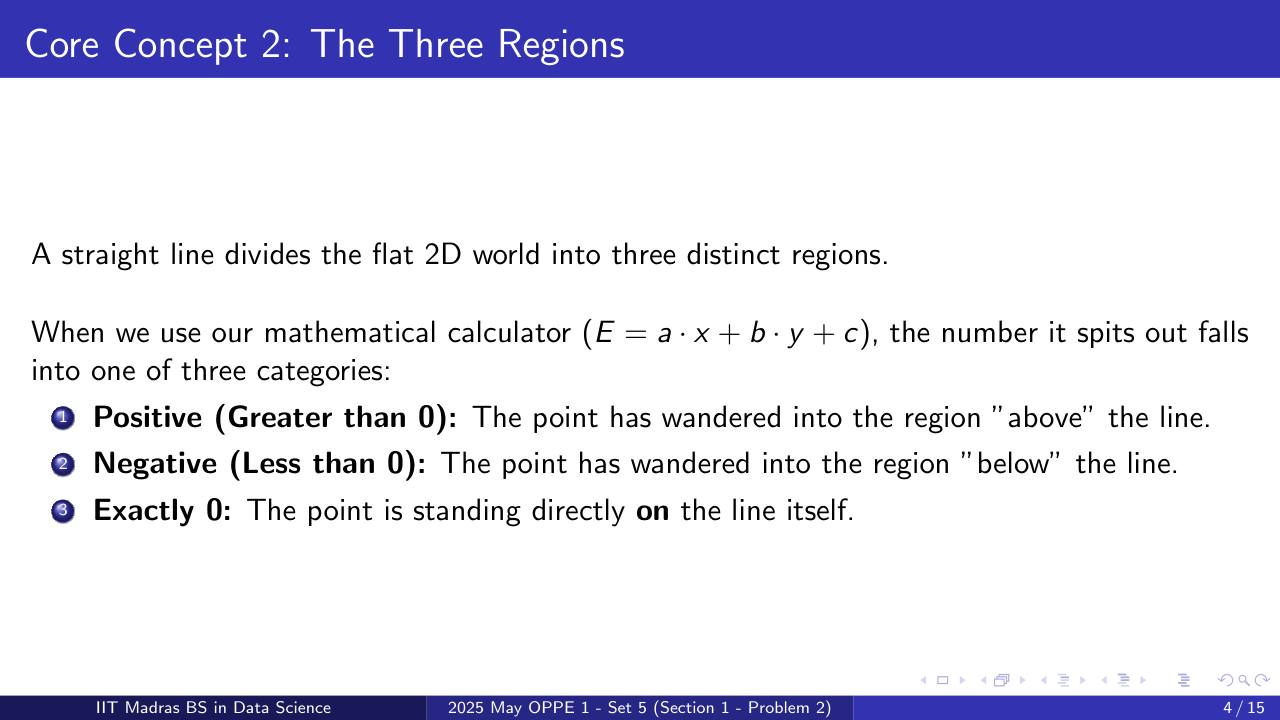 Core Concept 2: The Three Regions
A straight line divides the flat 2D world into three distinct regions.
When we use our mathematical calculator (E = a · x + b · y + c), the number it spits out falls
into one of three categories:
1 Positive (Greater than 0): The point has wandered into the region ”above” the line.
2 Negative (Less than 0): The point has wandered into the region ”below” the line.
3 Exactly 0: The point is standing directly on the line itself.
IIT Madras BS in Data Science 2025 May OPPE 1 - Set 5 (Section 1 - Problem 2) 4 / 15